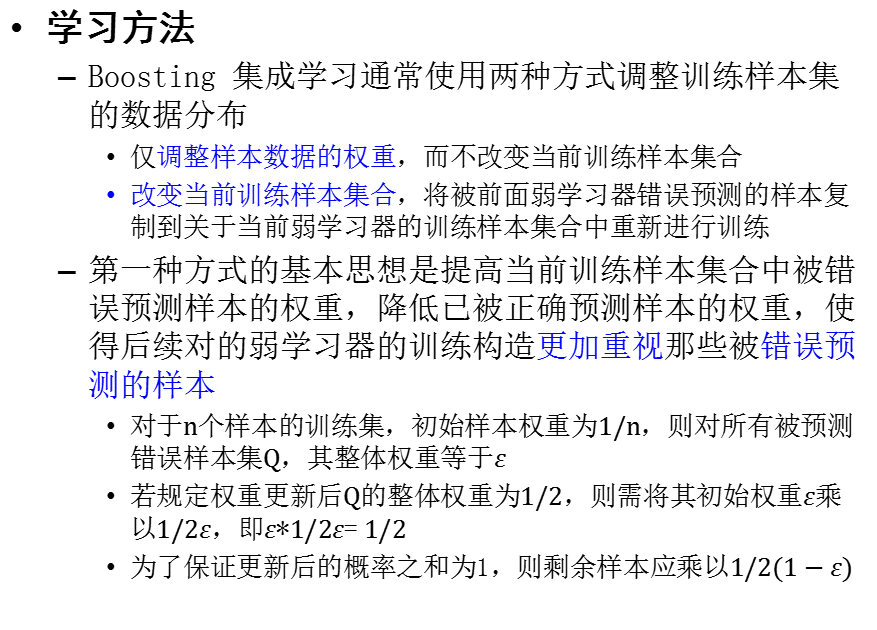 • 学习方法
– Boosting 集成学习通常使用两种方式调整训练样本集
的数据分布
• 仅调整样本数据的权重，而不改变当前训练样本集合
• 改变当前训练样本集合，将被前面弱学习器错误预测的样本复
制到关于当前弱学习器的训练样本集合中重新进行训练
– 第一种方式的基本思想是提高当前训练样本集合中被错
误预测样本的权重，降低已被正确预测样本的权重，使
得后续对的弱学习器的训练构造更加重视那些被错误预
测的样本
• 对于n个样本的训练集，初始样本权重为1/n，则对所有被预测
错误样本集Q，其整体权重等于ε
• 若规定权重更新后Q的整体权重为1/2，则需将其初始权重ε乘
以1/2ε，即ε*1/2ε= 1/2
• 为了保证更新后的概率之和为1，则剩余样本应乘以1/2(1 − ε)